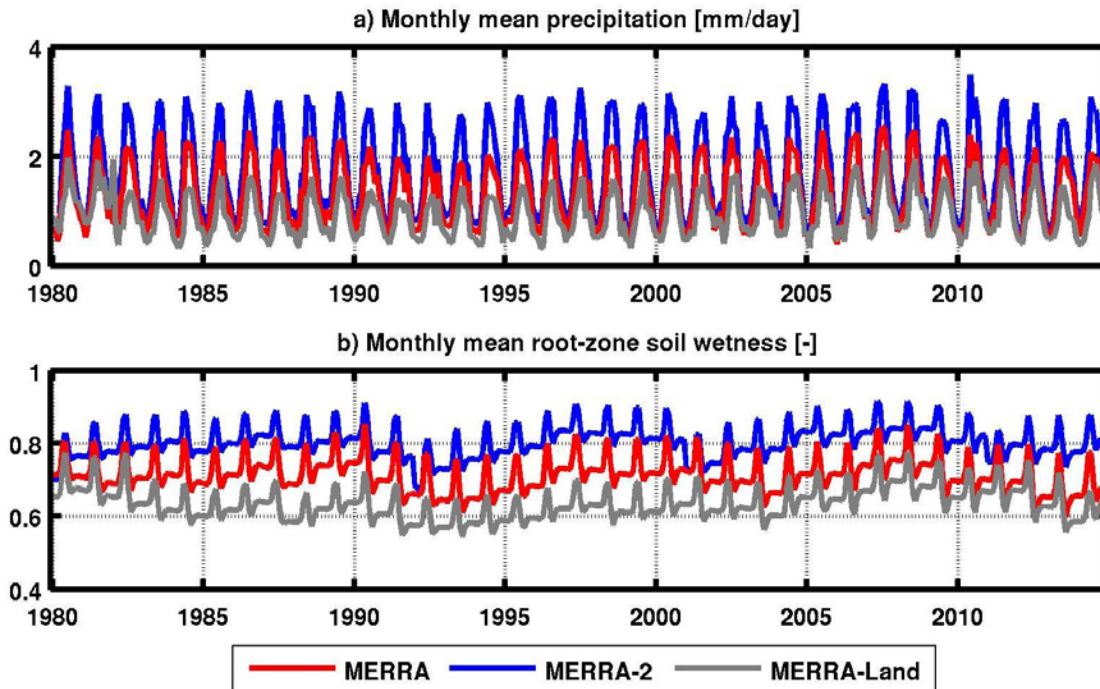 a) Monthly mean precipitation [mm/day]
4
2
0
1980 1985 1990 1995 2000 2005 2010
b) Monthly mean root-zone soil wetness [-]
1
0.8
0.6
0.4
1980 1985 1990 1995 2000 2005 2010
MERRA MERRA-2 MERRA-Land